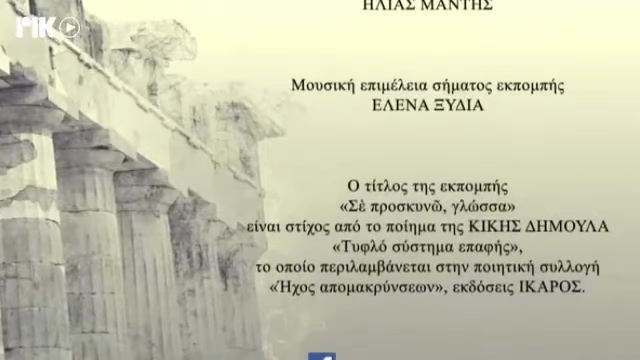 ΡΙΚ
ΗΛΙΑΣ ΜΑΝΤΗΣ
Μουσική επιμέλεια σήματος εκπομπής
ΕΛΕΝΑ ΞΥΔΙΑ
Ο τίτλος της εκπομπής
«Σὲ προσκυνῶ, γλώσσα»
είναι στίχος από το ποίημα της ΚΙΚΗΣ ΔΗΜΟΥΛΑ
«Τυφλό σύστημα επαφής»,
το οποίο περιλαμβάνεται στην ποιητική συλλογή
«Ήχος απομακρύνσεων», εκδόσεις ΙΚΑΡΟΣ.